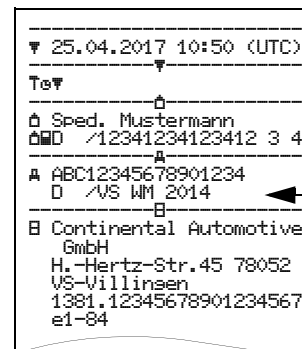 ▼ 25.04.2017 10:50 (UTC)
T⊙▼
Sped. Mustermann
D /12341234123412 3 4
A ABC12345678901234
D /VS WM 2014
Continental Automotive
GmbH
H.-Hertz-Str.45 78052
VS-Villingen
1381.12345678901234567
e1-84